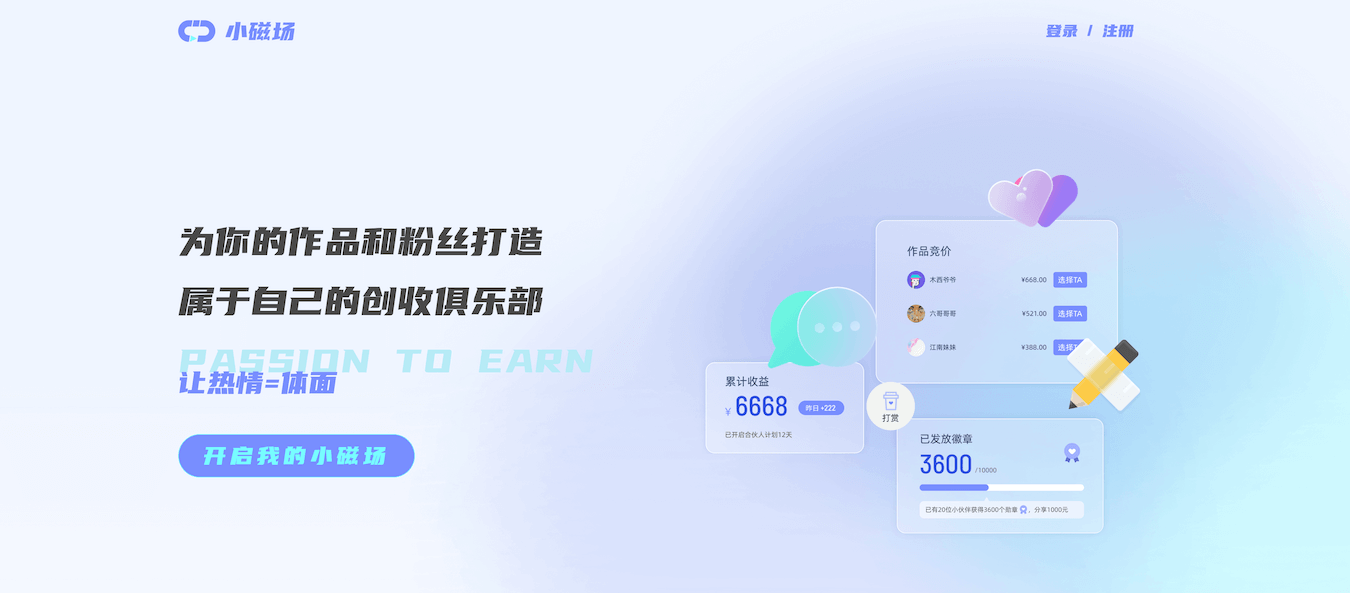 小磁场
登录 / 注册
为你的作品和粉丝打造
属于自己的创收俱乐部
PASSION TO EARN
让热情=体面
开启我的小磁场
作品竞价
木西爷爷 ¥668.00 选择TA
六哥哥哥 ¥521.00 选择TA
江南妹妹 ¥388.00 选择T
累计收益
¥ 6668 昨日 +222
已开启合伙人计划12天
打赏
已发放徽章
3600 /10000
已有20位小伙伴获得3600个勋章 , 分享1000元